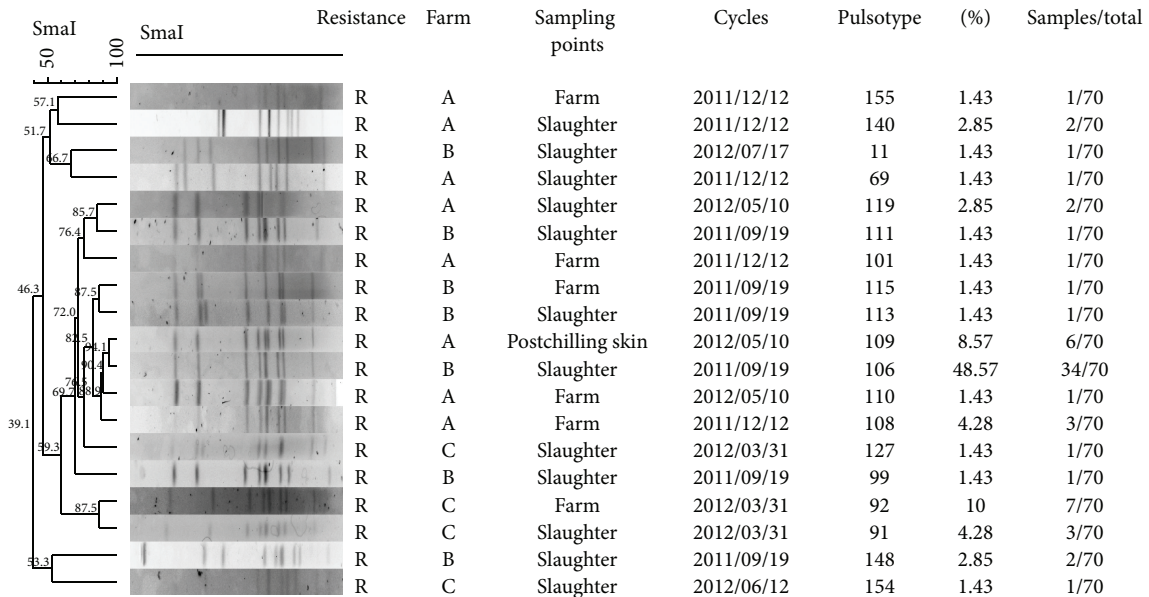 Resistance Farm Sampling points Cycles Pulsotype (%) Samples/total
SmaI SmaI
50 100
R A Farm 2011/12/12 155 1.43 1/70
R A Slaughter 2011/12/12 140 2.85 2/70
R B Slaughter 2012/07/17 11 1.43 1/70
R A Slaughter 2011/12/12 69 1.43 1/70
R A Slaughter 2012/05/10 119 2.85 2/70
R B Slaughter 2011/09/19 111 1.43 1/70
R A Farm 2011/12/12 101 1.43 1/70
R B Farm 2011/09/19 115 1.43 1/70
R B Slaughter 2011/09/19 113 1.43 1/70
R A Postchilling skin 2012/05/10 109 8.57 6/70
R B Slaughter 2011/09/19 106 48.57 34/70
R A Farm 2012/05/10 110 1.43 1/70
R A Farm 2011/12/12 108 4.28 3/70
R C Slaughter 2012/03/31 127 1.43 1/70
R B Slaughter 2011/09/19 99 1.43 1/70
R C Farm 2012/03/31 92 10 7/70
R C Slaughter 2012/03/31 91 4.28 3/70
R B Slaughter 2011/09/19 148 2.85 2/70
R C Slaughter 2012/06/12 154 1.43 1/70
57.1
51.7
66.7
85.7
76.4
46.3
87.5
72.0
82.5
94.1
90.4
76.5
69.7 88.9
39.1
59.3
87.5
53.3